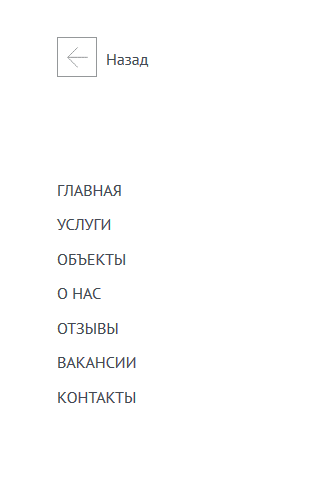 Назад
ГЛАВНАЯ
УСЛУГИ
ОБЪЕКТЫ
О НАС
ОТЗЫВЫ
ВАКАНСИИ
КОНТАКТЫ